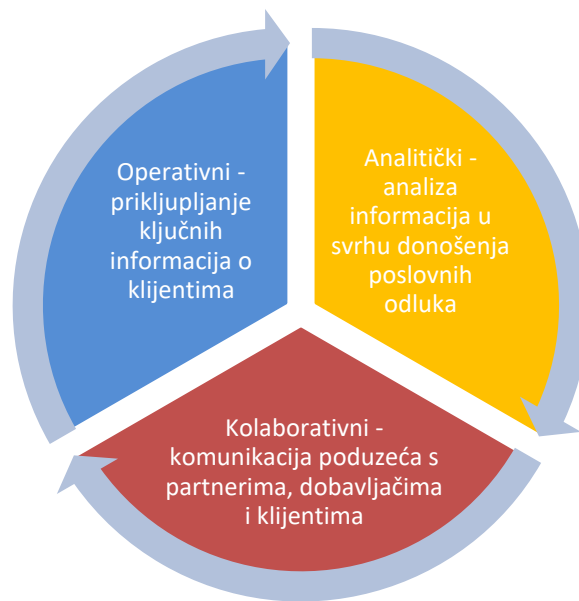 Operativni -
prikljupljanje
ključnih
informacija o
klijentima
Analitički -
analiza
informacija u
svrhu donošenja
poslovnih
odluka
Kolaborativni -
komunikacija poduzeća s
partnerima, dobavljačima
i klijentima